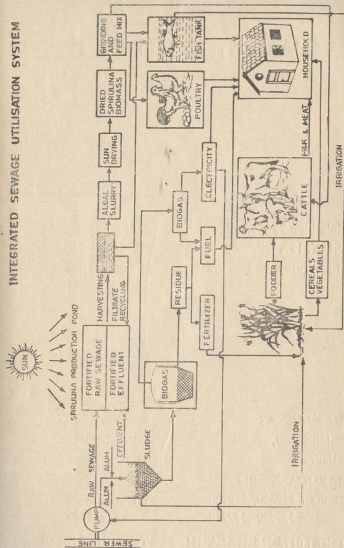 INTEGRATED SEWAGE UTILISATION SYSTEM
SUN
SPIRULINA PRODUCTION POND
SEWER LINE
PUMP
RAW SEWAGE
ALUM
ALUM
EFFLUENT
SLUDGE
FORTIFIED
RAW SEWAGE
FORTIFIED
EFFLUENT
HARVESTING
FILTRATE
RECYCLING
ALGAL
SLURRY
SUN
DRYING
DRIED
SPIRULINA
BIOMASS
GRINDING
AND
FEED MIX
FISH TANK
POULTRY
HOUSEHOLD
BIOGAS
RESIDUE
FERTILIZER
BIOGAS
FUEL
ELECTRICITY
MILK & MEAT
CATTLE
FODDER
CEREALS
VEGETABLES
IRRIGATION
IRRIGATION